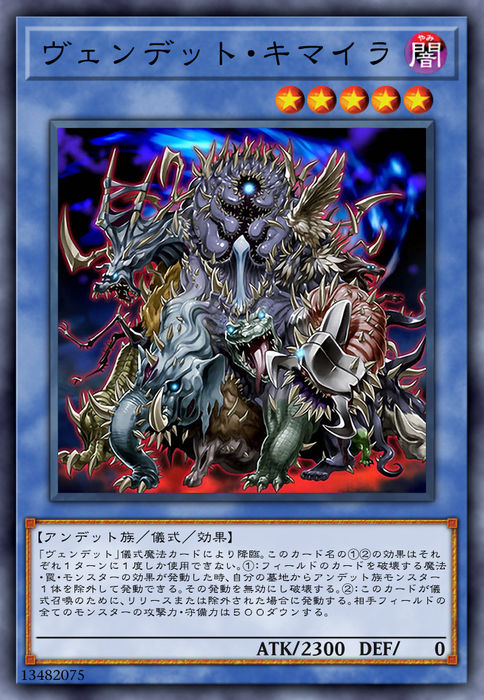 ヴェンデット・キマイラ
やみ
闇
【アンデット族／儀式／効果】
「ヴェンデット」儀式魔法カードにより降臨。このカード名の①②の効果はそれ
ぞれ１ターンに１度しか使用できない。①：フィールドのカードを破壊する魔法
・罠・モンスターの効果が発動した時、自分の墓地からアンデット族モンスター
１体を除外して発動できる。その発動を無効にし破壊する。②：このカードが儀
式召喚のために、リリースまたは除外された場合に発動する。相手フィールドの
全てのモンスターの攻撃力・守備力は５００ダウンする。
ATK/2300 DEF/ 0
13482075